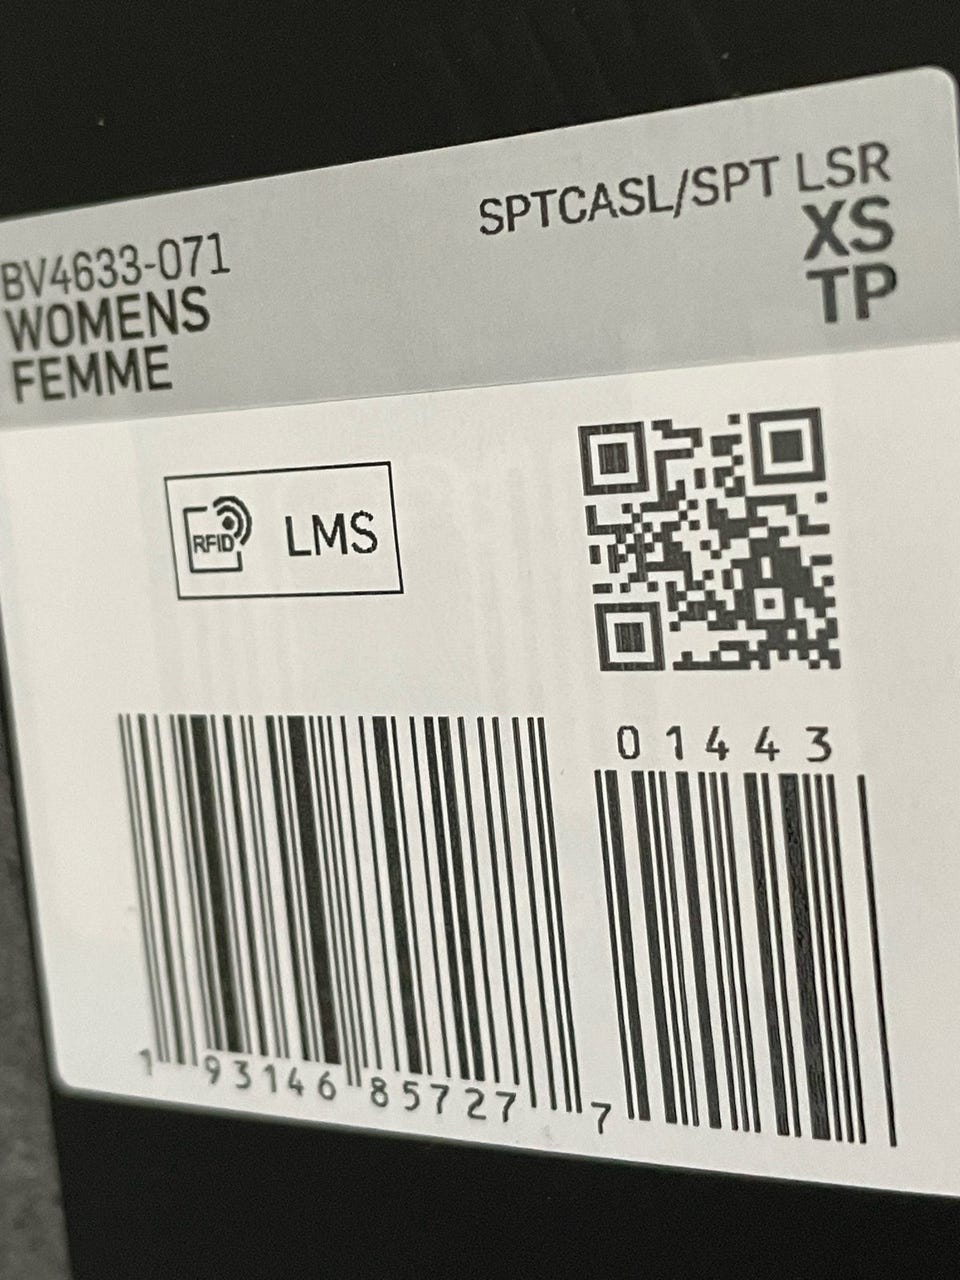 BV4633-071
WOMENS
FEMME
SPTCASL/SPT LSR
XS
TP
RFID
LMS
01443
1 93146 85727 7